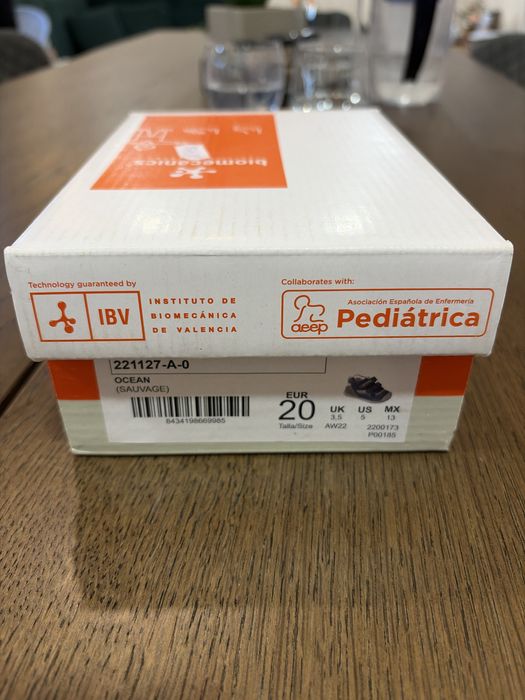 biomecanics
Technology guaranteed by
IBV
INSTITUTO DE
BIOMECÁNICA
DE VALENCIA
Collaborates with:
aeep
Asociación Española de Enfermería
Pediátrica
221127-A-0
OCEAN
(SAUVAGE)
8434198669985
EUR
20
Talla/Size
UK
3,5
US
5
MX
13
AW22
2200173
P00185